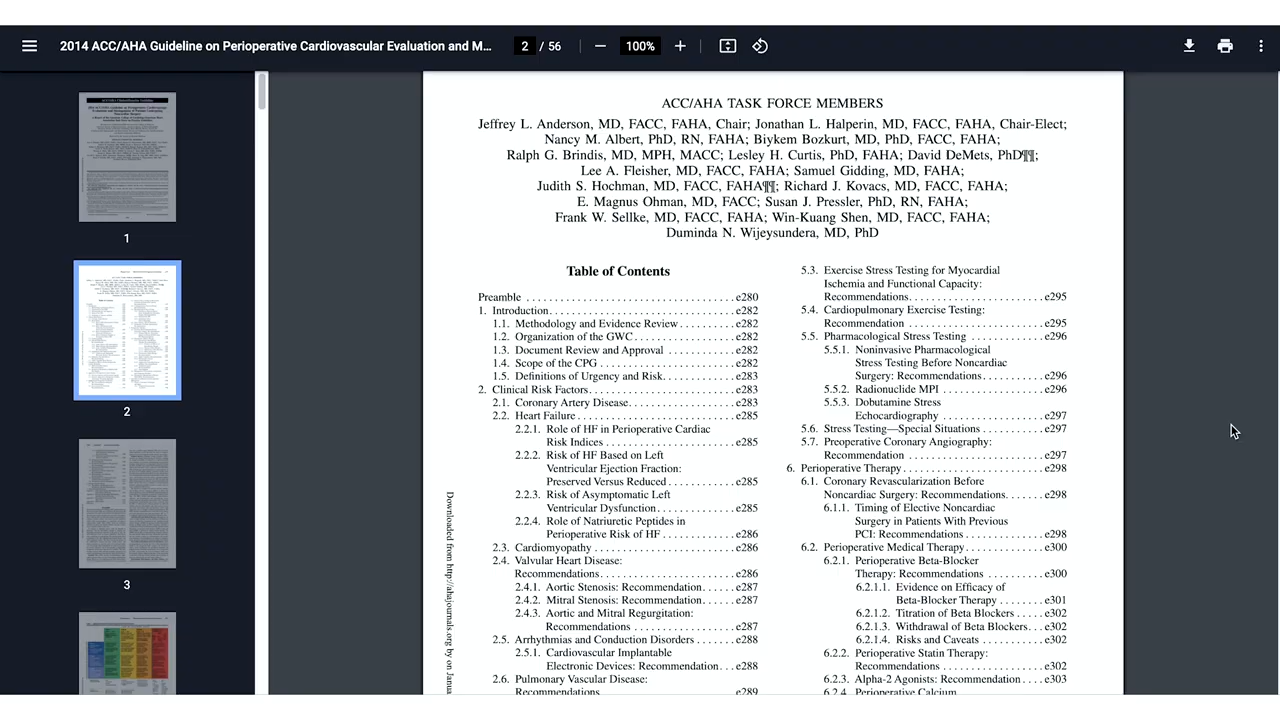 2014 ACC/AHA Guideline on Perioperative Cardiovascular Evaluation and M...
2 / 56
100%
1
2
3
ACC/AHA TASK FORCE MEMBERS
Jeffrey L. Anderson, MD, FACC, FAHA, Chair; Jonathan L. Halperin, MD, FACC, FAHA, Chair-Elect;
Nancy M. Albert, PhD, RN, FAHA; Biykem Bozkurt, MD, PhD, FACC, FAHA;
Ralph G. Brindis, MD, MPH, MACC; Lesley H. Curtis, PhD, FAHA; David DeMets, PhD¶¶;
Lee A. Fleisher, MD, FACC, FAHA; Samuel Gidding, MD, FAHA;
Judith S. Hochman, MD, FACC, FAHA¶¶; Richard J. Kovacs, MD, FACC, FAHA;
E. Magnus Ohman, MD, FACC; Susan J. Pressler, PhD, RN, FAHA;
Frank W. Sellke, MD, FACC, FAHA; Win-Kuang Shen, MD, FACC, FAHA;
Duminda N. Wijeysundera, MD, PhD
Table of Contents
Preamble . . . . . . . . . . . . . . . . e280
1. Introduction . . . . . . . . . . . . . . . . e282
1.1. Methodology and Evidence Review . . . . . . . . e282
1.2. Organization of the GWC . . . . . . . . e282
1.3. Document Review and Approval . . . . . . . . e282
1.4. Scope of the CPG . . . . . . . . e283
1.5. Definitions of Urgency and Risk . . . . . . . . e283
2. Clinical Risk Factors . . . . . . . . e283
2.1. Coronary Artery Disease . . . . . . . . e283
2.2. Heart Failure . . . . . . . . e285
2.2.1. Role of HF in Perioperative Cardiac
Risk Indices . . . . . . . . e285
2.2.2. Risk of HF Based on Left
Ventricular Ejection Fraction:
Preserved Versus Reduced . . . . . . . . e285
2.2.3. Risk of Asymptomatic Left
Ventricular Dysfunction . . . . . . . . e285
2.2.4. Role of Natriuretic Peptides in
Perioperative Risk of HF . . . . . . . . e286
2.3. Cardiomyopathy . . . . . . . . e286
2.4. Valvular Heart Disease:
Recommendations . . . . . . . . e286
2.4.1. Aortic Stenosis: Recommendation . . . . . e287
2.4.2. Mitral Stenosis: Recommendation . . . . . e287
2.4.3. Aortic and Mitral Regurgitation:
Recommendations . . . . . . . . e287
2.5. Arrhythmias and Conduction Disorders . . . . . . e288
2.5.1. Cardiovascular Implantable
Electronic Devices: Recommendation . . . e288
2.6. Pulmonary Vascular Disease:
Recommendations . . . . . . . . e289
5.3. Exercise Stress Testing for Myocardial
Ischemia and Functional Capacity:
Recommendations . . . . . . . . e295
5.4. Cardiopulmonary Exercise Testing:
Recommendation . . . . . . . . e295
5.5. Pharmacological Stress Testing . . . . . . . . e296
5.5.1. Noninvasive Pharmacological
Stress Testing Before Noncardiac
Surgery: Recommendations . . . . . . . . e296
5.5.2. Radionuclide MPI . . . . . . . . e296
5.5.3. Dobutamine Stress
Echocardiography . . . . . . . . e297
5.6. Stress Testing—Special Situations . . . . . . . . e297
5.7. Preoperative Coronary Angiography:
Recommendation . . . . . . . . e297
6. Perioperative Therapy . . . . . . . . e298
6.1. Coronary Revascularization Before
Noncardiac Surgery: Recommendations . . . . . . e298
6.1.1. Timing of Elective Noncardiac
Surgery in Patients With Previous
PCI: Recommendations . . . . . . . . e298
6.2. Perioperative Medical Therapy . . . . . . . . e300
6.2.1. Perioperative Beta-Blocker
Therapy: Recommendations . . . . . . . . e300
6.2.1.1. Evidence on Efficacy of
Beta-Blocker Therapy . . . . . . . . e301
6.2.1.2. Titration of Beta Blockers . . . . e302
6.2.1.3. Withdrawal of Beta Blockers . . . e302
6.2.1.4. Risks and Caveats . . . . . . . . e302
6.2.2. Perioperative Statin Therapy:
Recommendations . . . . . . . . e302
6.2.3. Alpha-2 Agonists: Recommendation . . . . e303
6.2.4. Perioperative Calcium
Downloaded from http://ahajournals.org by on Janua